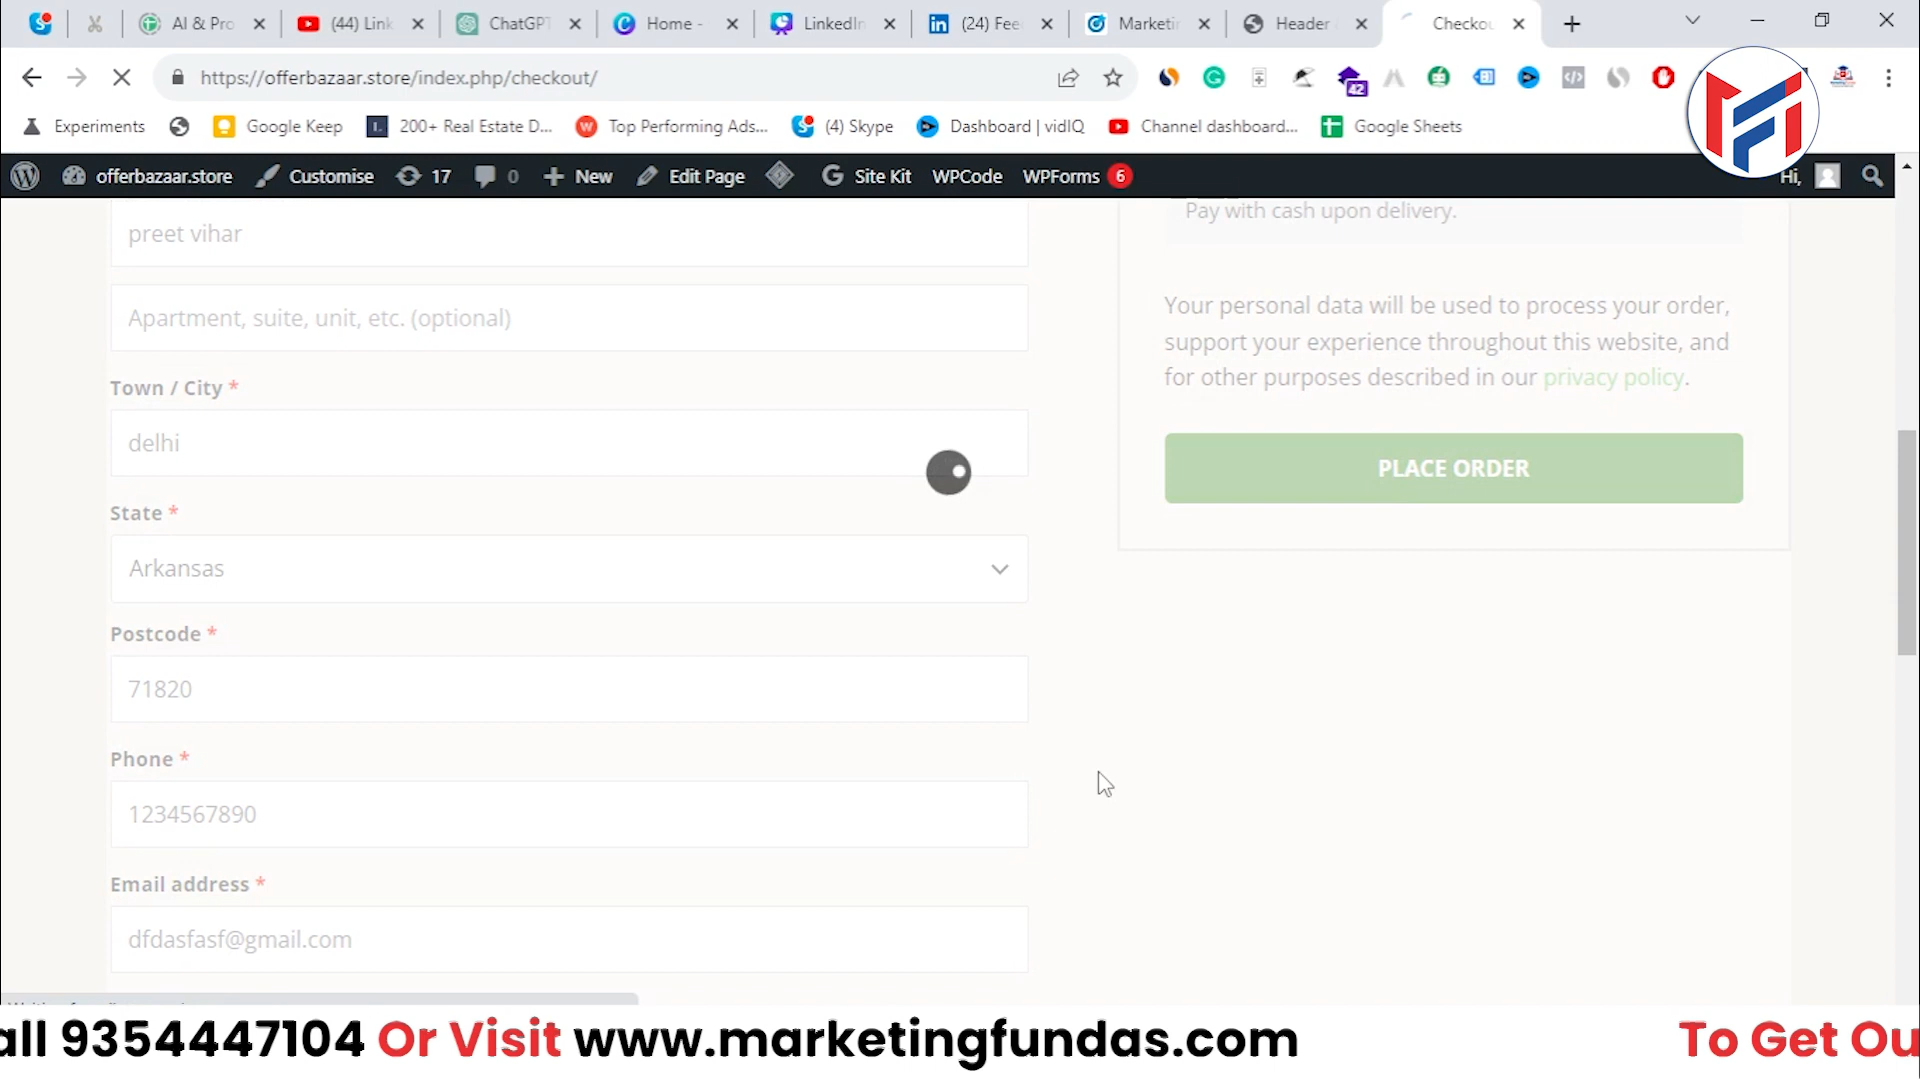 AI & Pro
(44) Link
ChatGPT
Home -
LinkedIn
(24) Fee
Marketin
Header
Checkou
https://offerbazaar.store/index.php/checkout/
42
Experiments
Google Keep
200+ Real Estate D...
Top Performing Ads...
(4) Skype
Dashboard | vidIQ
Channel dashboard...
Google Sheets
offerbazaar.store
Customise
17
0
New
Edit Page
Site Kit
WPCode
WPForms 6
Hi,
preet vihar
Apartment, suite, unit, etc. (optional)
Town / City *
delhi
State *
Arkansas
Postcode *
71820
Phone *
1234567890
Email address *
dfdasfasf@gmail.com
Pay with cash upon delivery.
Your personal data will be used to process your order,
support your experience throughout this website, and
for other purposes described in our privacy policy.
PLACE ORDER
all 9354447104 Or Visit www.marketingfundas.com
To Get Ou